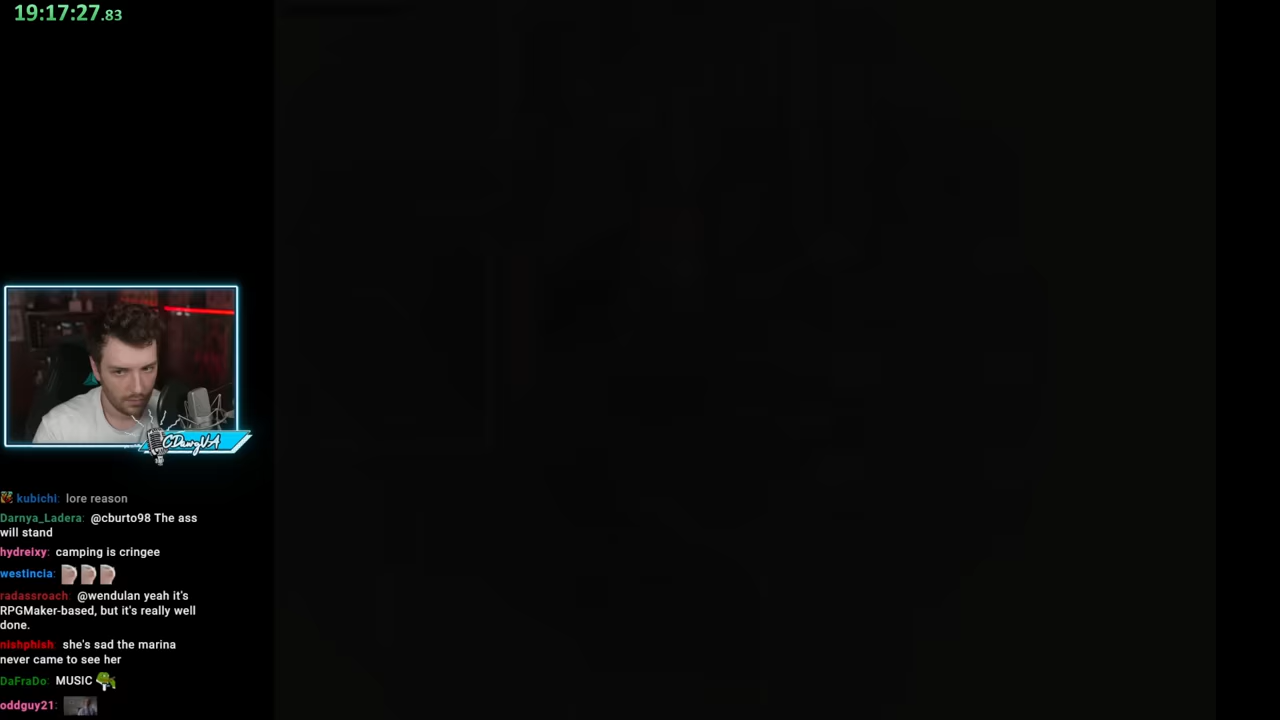 19:17:27.83
CDawgVA
kubichi: lore reason
Darnya_Ladera: @cburto98 The ass
will stand
hydreixy: camping is cringee
westincia:
radassroach: @wendulan yeah it's
RPGMaker-based, but it's really well
done.
nishphish: she's sad the marina
never came to see her
DaFraDo: MUSIC
oddguy21: